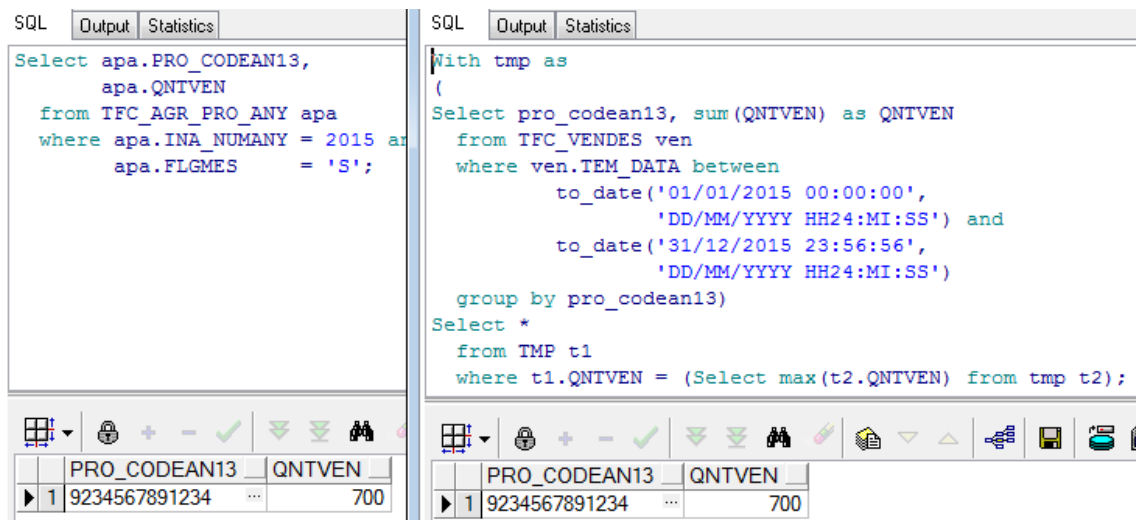 SQL Output Statistics
Select apa.PRO_CODEAN13,
apa.QNTVEN
from TFC_AGR_PRO_ANY apa
where apa.INA_NUMANY = 2015
apa.FLGMES = 'S';
PRO_CODEAN13 QNTVEN
1 9234567891234 ... 700
SQL Output Statistics
With tmp as
(
Select pro_codean13, sum(QNTVEN) as QNTVEN
from TFC_VENDES ven
where ven.TEM_DATA between
to_date('01/01/2015 00:00:00',
'DD/MM/YYYY HH24:MI:SS') and
to_date('31/12/2015 23:56:56',
'DD/MM/YYYY HH24:MI:SS')
group by pro_codean13)
Select *
from TMP t1
where t1.QNTVEN = (Select max(t2.QNTVEN) from tmp t2);
PRO_CODEAN13 QNTVEN
1 9234567891234 ... 700